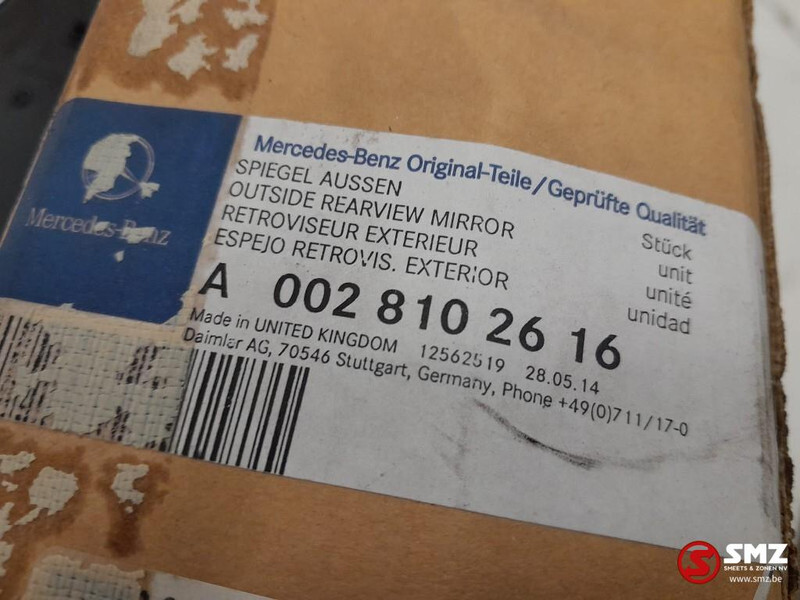 Mercedes-Benz
Mercedes-Benz Original-Teile/Geprüfte Qualität
SPIEGEL AUSSEN
OUTSIDE REARVIEW MIRROR
RETROVISEUR EXTERIEUR
ESPEJO RETROVIS. EXTERIOR
Stück
unit
unité
unidad
A 002 810 26 16
Made in UNITED KINGDOM 12562519 28.05.14
Daimler AG, 70546 Stuttgart, Germany, Phone +49(0)711/17-0
SMZ
SMEETS & ZONEN NV
www.smz.be